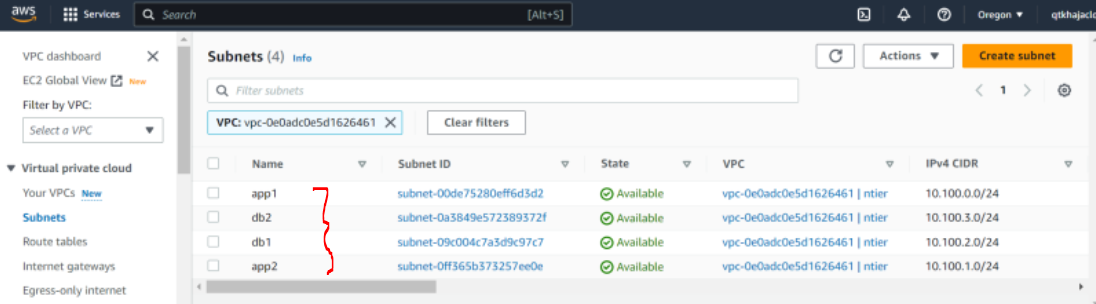 aws Services Search [Alt+S] Oregon ▼ qtkhajaclo
VPC dashboard
EC2 Global View New
Filter by VPC:
Select a VPC
Virtual private cloud
Your VPCs New
Subnets
Route tables
Internet gateways
Egress-only internet
Subnets (4) Info
Actions ▼ Create subnet
Filter subnets
1
VPC: vpc-0e0adc0e5d1626461 Clear filters
Name Subnet ID State VPC IPv4 CIDR
app1 subnet-00de75280eff6d3d2 Available vpc-0e0adc0e5d1626461 | ntier 10.100.0.0/24
db2 subnet-0a3849e572389372f Available vpc-0e0adc0e5d1626461 | ntier 10.100.3.0/24
db1 subnet-09c004c7a3d9c97c7 Available vpc-0e0adc0e5d1626461 | ntier 10.100.2.0/24
app2 subnet-0ff365b373257ee0e Available vpc-0e0adc0e5d1626461 | ntier 10.100.1.0/24